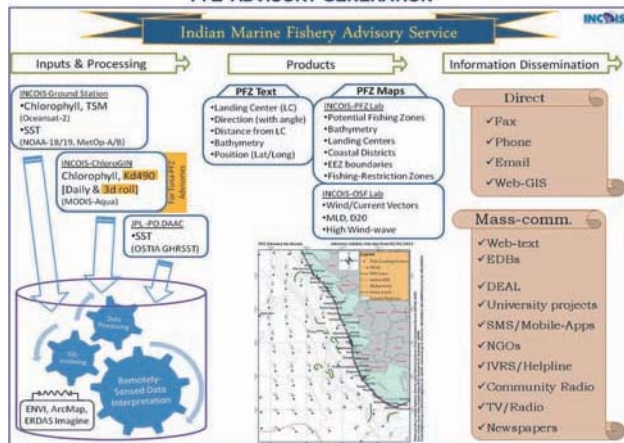 PFZ ADVISORY GENERATION
Indian Marine Fishery Advisory Service
INCOIS
Inputs & Processing
Products
Information Dissemination
INCOIS-Ground Station
•Chlorophyll, TSM
(Oceansat-2)
•SST
(NOAA-18/19, MetOp-A/B)
INCOIS-ChloroGIN
Chlorophyll, Kd490
[Daily & 3d roll]
(MODIS-Aqua)
For Tuna-PFZ
Advisories
JPL -PO.DAAC
•SST
(OSTIA GHRSST)
Data
Processing
Remotely-
Sensed Data
Interpretation
ENVI, ArcMap,
ERDAS Imagine
PFZ Text
•Landing Center (LC)
•Direction (with angle)
•Distance from LC
•Bathymetry
•Position (Lat/Long)
PFZ Maps
INCOIS-PFZ Lab
•Potential Fishing Zones
•Bathymetry
•Landing Centers
•Coastal Districts
•EEZ boundaries
•Fishing-Restriction Zones
INCOIS-OSF Lab
•Wind/Current Vectors
•MLD, D20
•High Wind-wave
Direct
✓Fax
✓Phone
✓Email
✓Web-GIS
Mass-comm.
✓Web-text
✓EDBs
✓DEAL
✓University projects
✓SMS/Mobile-Apps
✓NGOs
✓IVRS/Helpline
✓Community Radio
✓TV/Radio
✓Newspapers